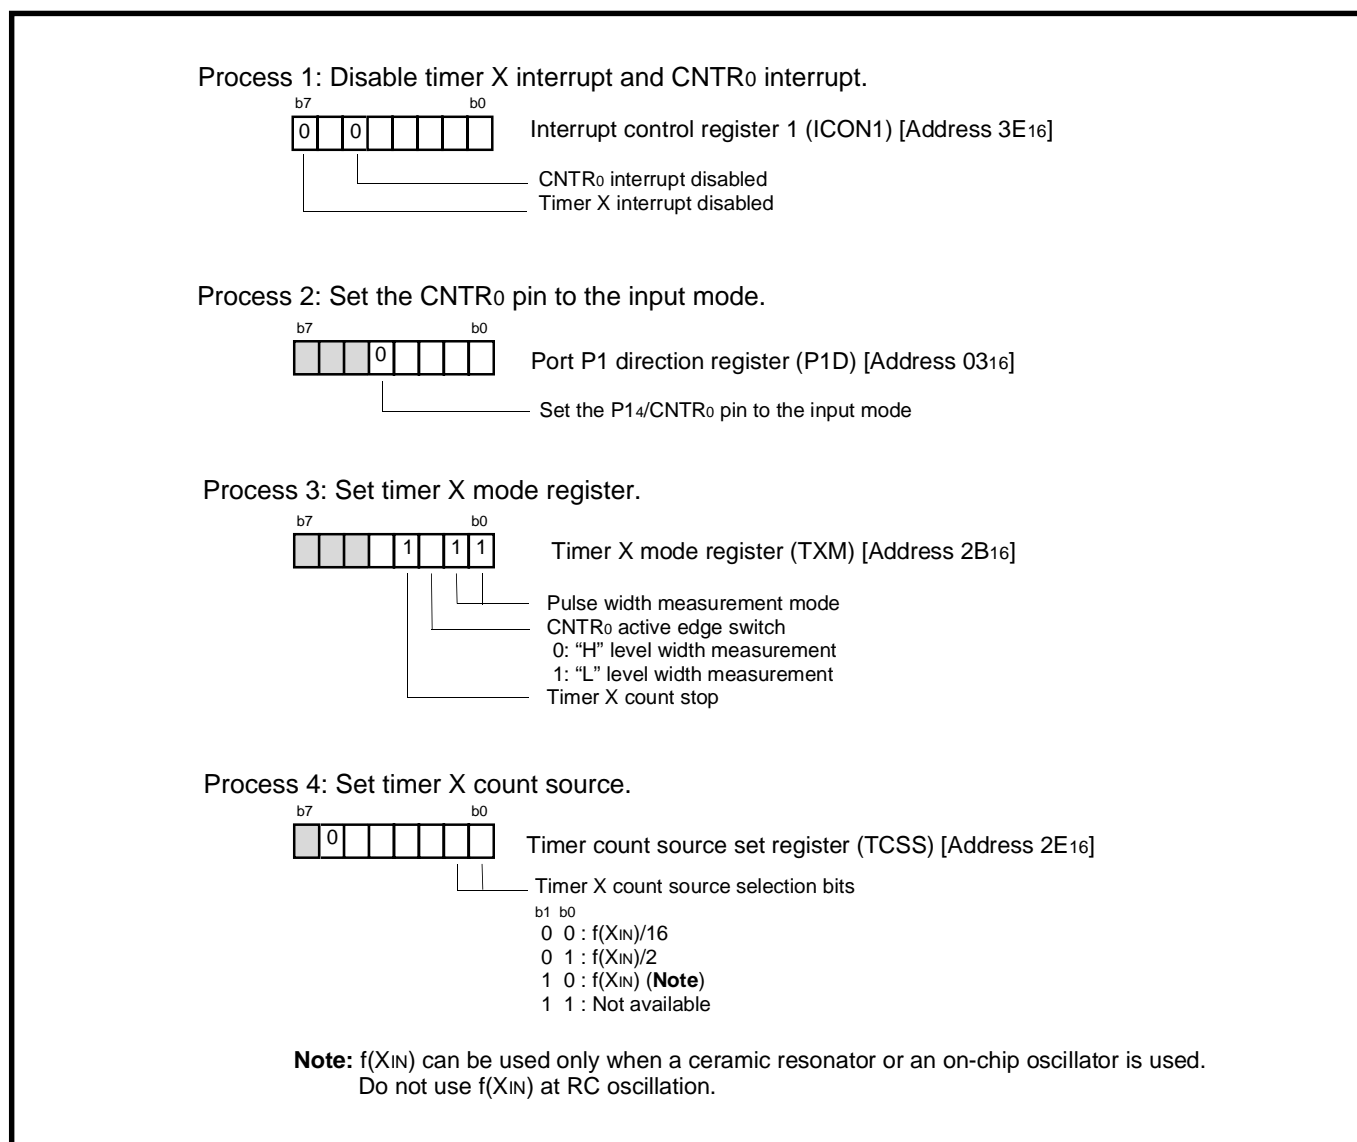 Process 1: Disable timer X interrupt and CNTR0 interrupt.
b7 b0
0 0 Interrupt control register 1 (ICON1) [Address 3E16]
CNTR0 interrupt disabled
Timer X interrupt disabled
Process 2: Set the CNTR0 pin to the input mode.
b7 b0
0 Port P1 direction register (P1D) [Address 0316]
Set the P14/CNTR0 pin to the input mode
Process 3: Set timer X mode register.
b7 b0
1 1 1 Timer X mode register (TXM) [Address 2B16]
Pulse width measurement mode
CNTR0 active edge switch
0: “H” level width measurement
1: “L” level width measurement
Timer X count stop
Process 4: Set timer X count source.
b7 b0
0 Timer count source set register (TCSS) [Address 2E16]
Timer X count source selection bits
b1 b0
0 0 : f(XIN)/16
0 1 : f(XIN)/2
1 0 : f(XIN) (Note)
1 1 : Not available
Note: f(XIN) can be used only when a ceramic resonator or an on-chip oscillator is used.
Do not use f(XIN) at RC oscillation.